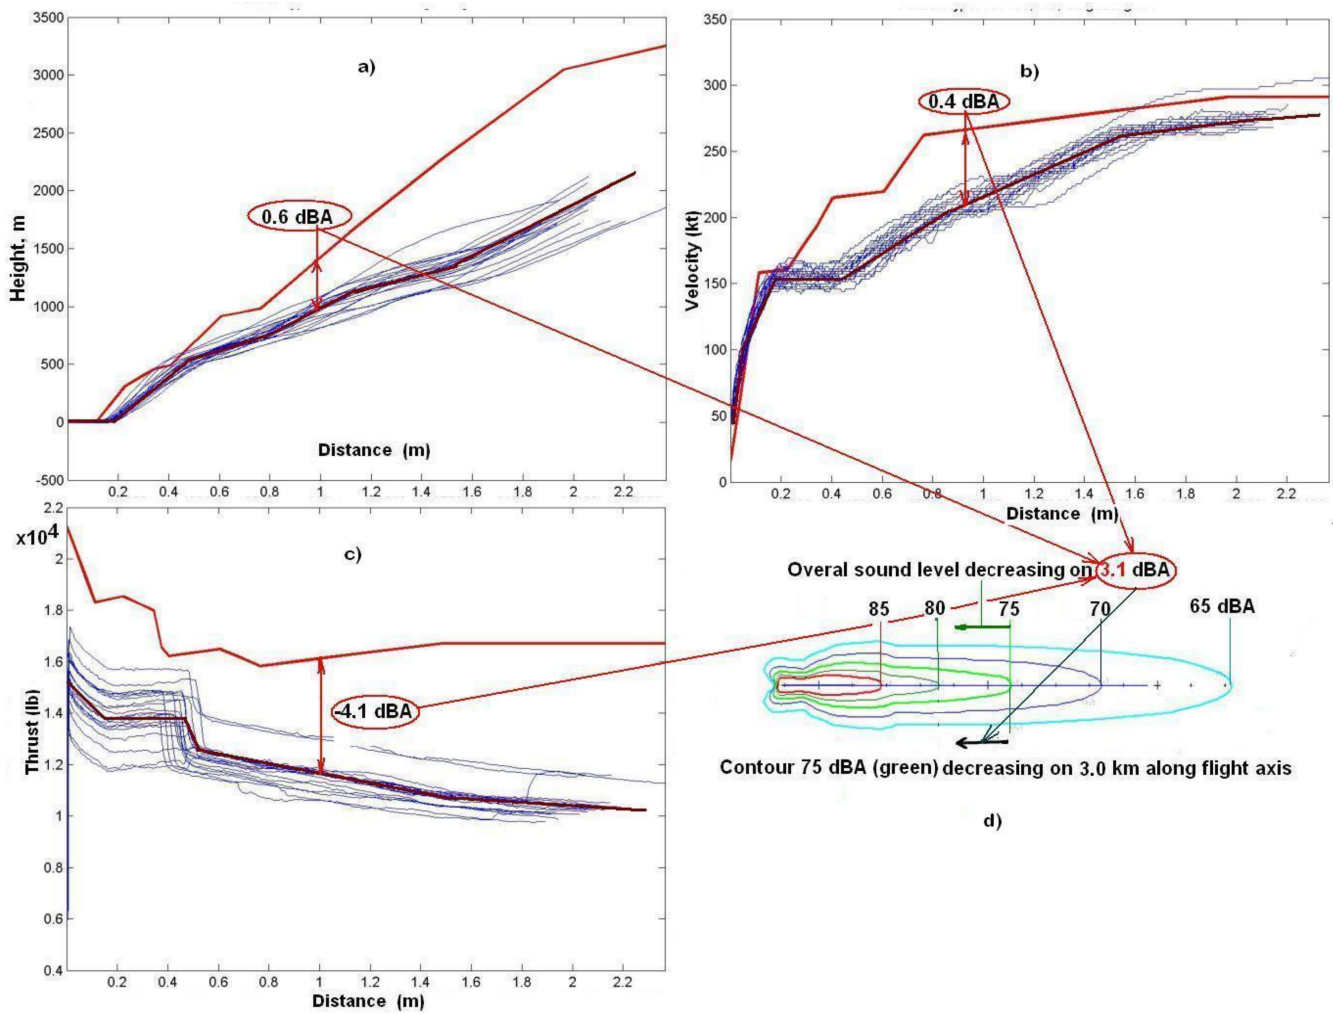 a)
3500
3000
2500
2000
1500
1000
500
0
-500
Height, m
0.6 dBA
Distance (m)
0.2 0.4 0.6 0.8 1 1.2 1.4 1.6 1.8 2 2.2
b)
350
300
250
200
150
100
50
0
Velocity (kt)
0.4 dBA
0.2 0.4 0.6 0.8 1 1.2 1.4 1.6 1.8 2 2.2
Distance (m)
c)
2.2
x10^4
2
1.8
1.6
1.4
1.2
1
0.8
0.6
0.4
Thrust (lb)
-4.1 dBA
0.2 0.4 0.6 0.8 1 1.2 1.4 1.6 1.8 2 2.2
Distance (m)
Overal sound level decreasing on 3.1 dBA
85 80 75 70 65 dBA
Contour 75 dBA (green) decreasing on 3.0 km along flight axis
d)